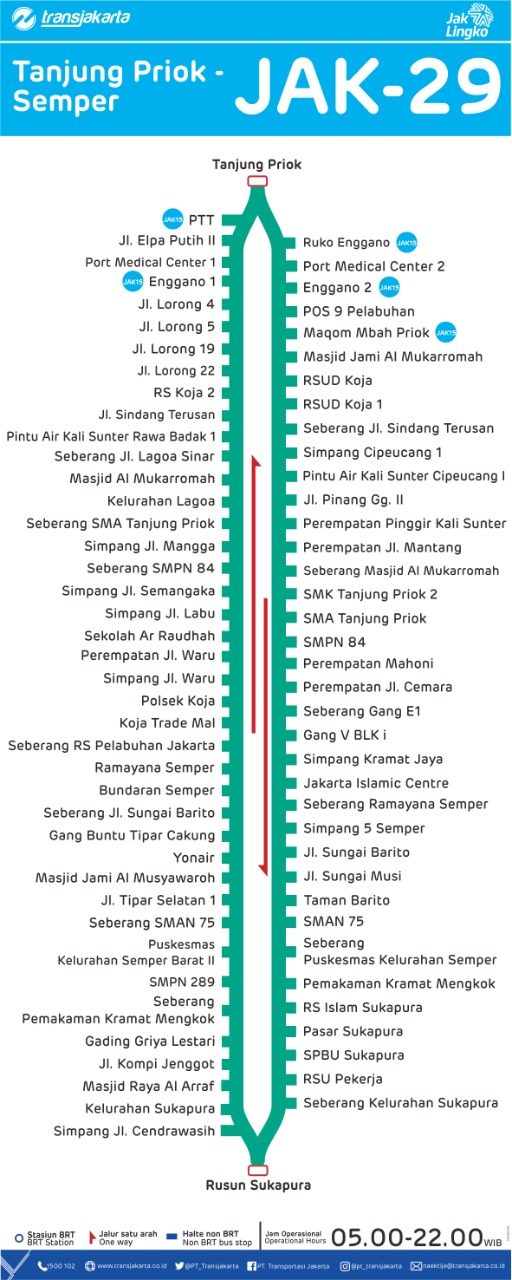 transjakarta
Jak
Lingko
Tanjung Priok -
Semper
JAK-29
Tanjung Priok
JAK15 PTT
Jl. Elpa Putih II
Port Medical Center 1
JAK15 Enggano 1
Jl. Lorong 4
Jl. Lorong 5
Jl. Lorong 19
Jl. Lorong 22
RS Koja 2
Jl. Sindang Terusan
Pintu Air Kali Sunter Rawa Badak 1
Seberang Jl. Lagoa Sinar
Masjid Al Mukarromah
Kelurahan Lagoa
Seberang SMA Tanjung Priok
Simpang Jl. Mangga
Seberang SMPN 84
Simpang Jl. Semangaka
Simpang Jl. Labu
Sekolah Ar Raudhah
Perempatan Jl. Waru
Simpang Jl. Waru
Polsek Koja
Koja Trade Mal
Seberang RS Pelabuhan Jakarta
Ramayana Semper
Bundaran Semper
Seberang Jl. Sungai Barito
Gang Buntu Tipar Cakung
Yonair
Masjid Jami Al Musyawaroh
Jl. Tipar Selatan 1
Seberang SMAN 75
Puskesmas
Kelurahan Semper Barat II
SMPN 289
Seberang
Pemakaman Kramat Mengkok
Gading Griya Lestari
Jl. Kompi Jenggot
Masjid Raya Al Arraf
Kelurahan Sukapura
Simpang Jl. Cendrawasih
Ruko Enggano JAK15
Port Medical Center 2
Enggano 2 JAK15
POS 9 Pelabuhan
Maqom Mbah Priok JAK15
Masjid Jami Al Mukarromah
RSUD Koja
RSUD Koja 1
Seberang Jl. Sindang Terusan
Simpang Cipeucang 1
Pintu Air Kali Sunter Cipeucang I
Jl. Pinang Gg. II
Perempatan Pinggir Kali Sunter
Perempatan Jl. Mantang
Seberang Masjid Al Mukarromah
SMK Tanjung Priok 2
SMA Tanjung Priok
SMPN 84
Perempatan Mahoni
Perempatan Jl. Cemara
Seberang Gang E1
Gang V BLK i
Simpang Kramat Jaya
Jakarta Islamic Centre
Seberang Ramayana Semper
Simpang 5 Semper
Jl. Sungai Barito
Jl. Sungai Musi
Taman Barito
SMAN 75
Seberang
Puskesmas Kelurahan Semper
Pemakaman Kramat Mengkok
RS Islam Sukapura
Pasar Sukapura
SPBU Sukapura
RSU Pekerja
Seberang Kelurahan Sukapura
Rusun Sukapura
Stasiun BRT
BRT Station
Jalur satu arah
One way
Halte non BRT
Non BRT bus stop
Jam Operasional
Operational Hours
05.00-22.00 WIB
1500 102
www.transjakarta.co.id
@PT_Transjakarta
PT. Transportasi Jakarta
@pt_transjakarta
naektije@transjakarta.co.id